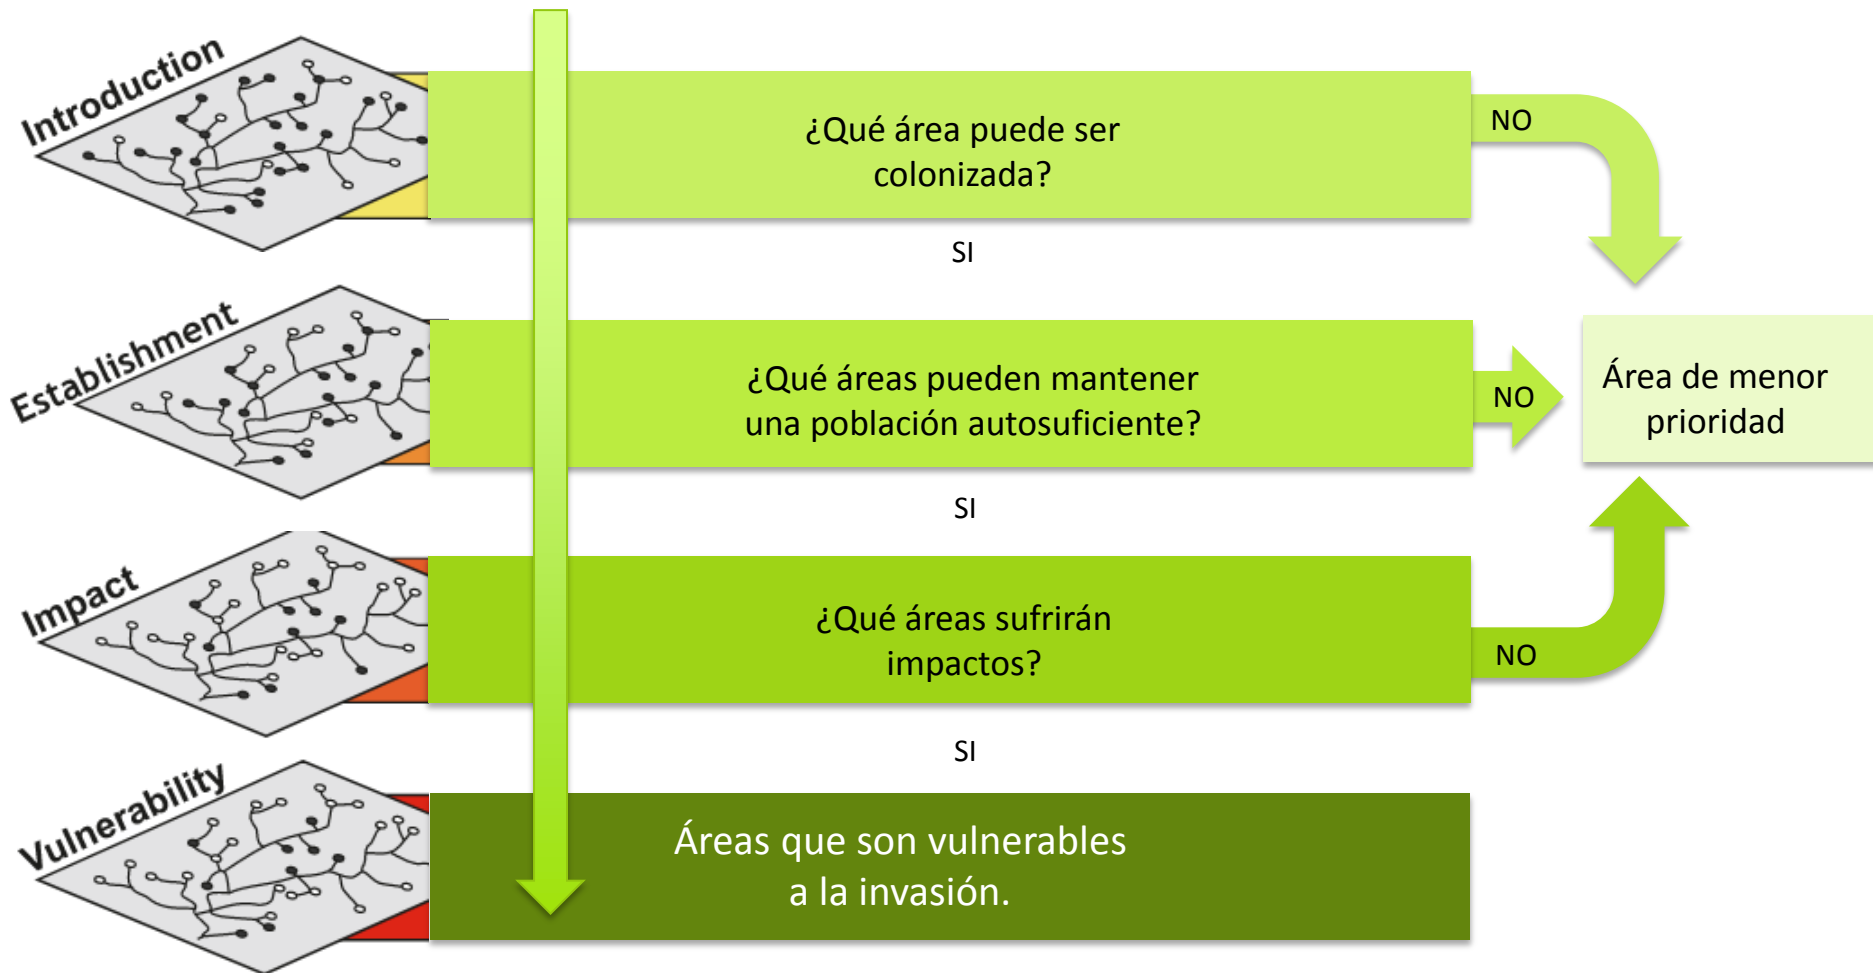 Introduction
¿Qué área puede ser
colonizada?
NO
SI
Establishment
¿Qué áreas pueden mantener
una población autosuficiente?
NO
Área de menor
prioridad
SI
Impact
¿Qué áreas sufrirán
impactos?
NO
SI
Vulnerability
Áreas que son vulnerables
a la invasión.